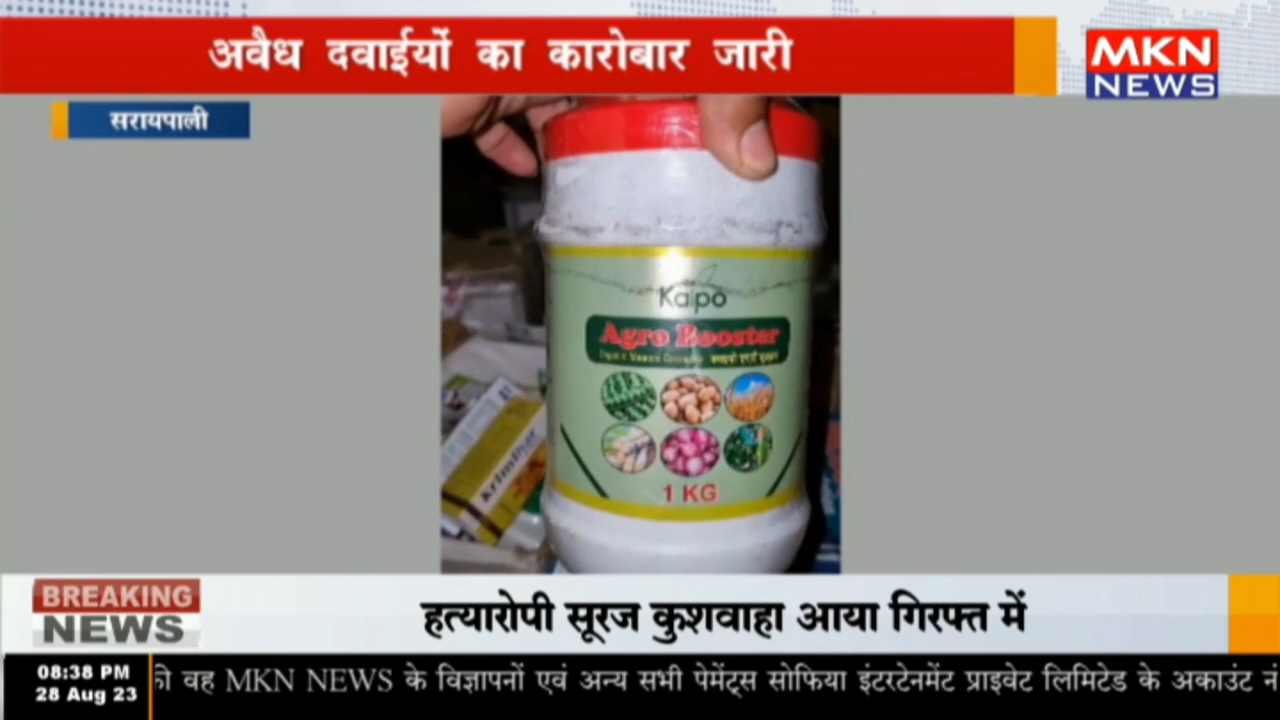 अवैध दवाईयों का कारोबार जारी
MKN
NEWS
सरायपाली
Kaipo
Agro Booster
1 KG
krimihar
BREAKING
NEWS
हत्यारोपी सूरज कुशवाहा आया गिरफ्त में
08:38 PM
28 Aug 23
वह MKN NEWS के विज्ञापनों एवं अन्य सभी पेमेंट्स सोफिया इंटरटेनमेंट प्राइवेट लिमिटेड के अकाउंट